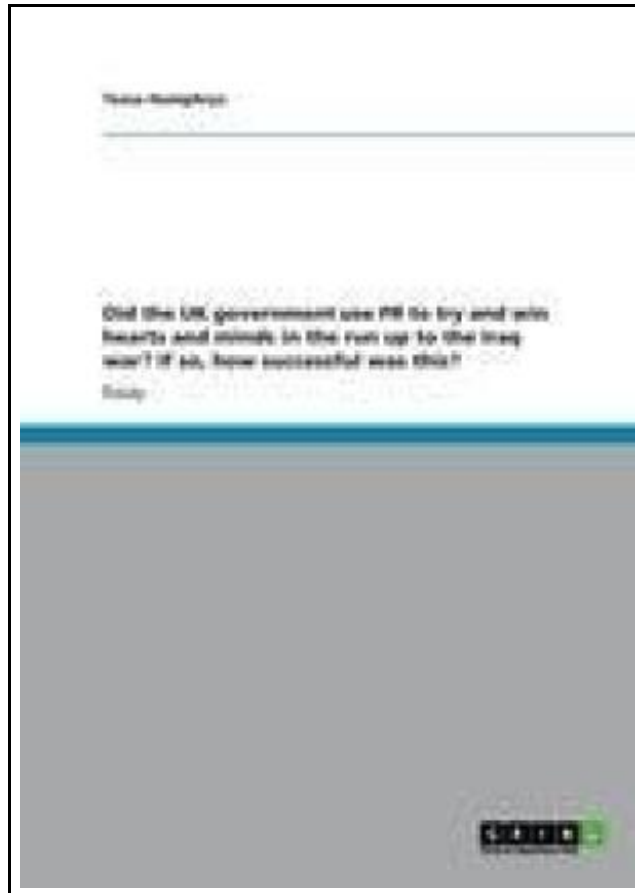 Did the UK government use PR to try and win
hearts and minds in the run up to the Iraq
war? If so, how successful was this?
Essay